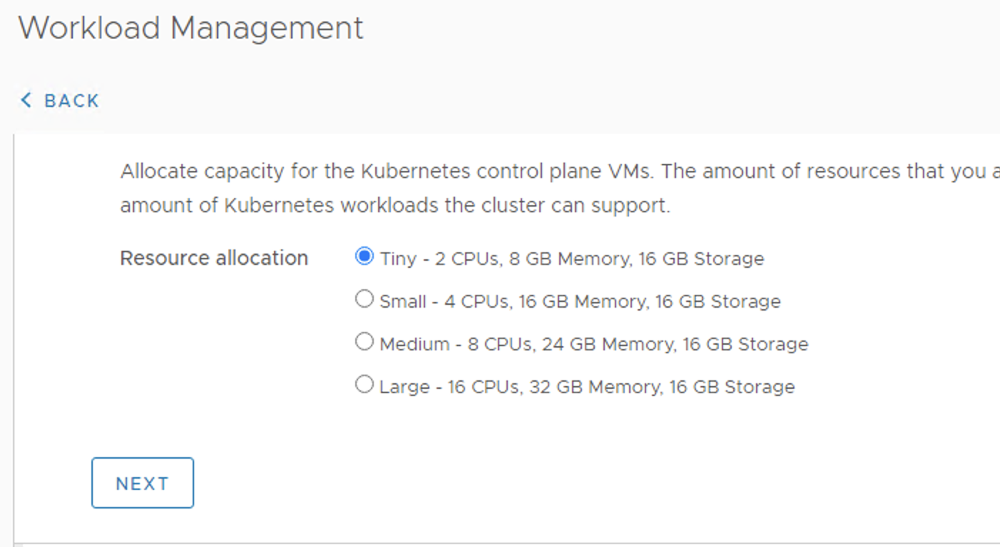 Workload Management
BACK
Allocate capacity for the Kubernetes control plane VMs. The amount of resources that you a
amount of Kubernetes workloads the cluster can support.
Resource allocation
Tiny - 2 CPUs, 8 GB Memory, 16 GB Storage
Small - 4 CPUs, 16 GB Memory, 16 GB Storage
Medium - 8 CPUs, 24 GB Memory, 16 GB Storage
Large - 16 CPUs, 32 GB Memory, 16 GB Storage
NEXT